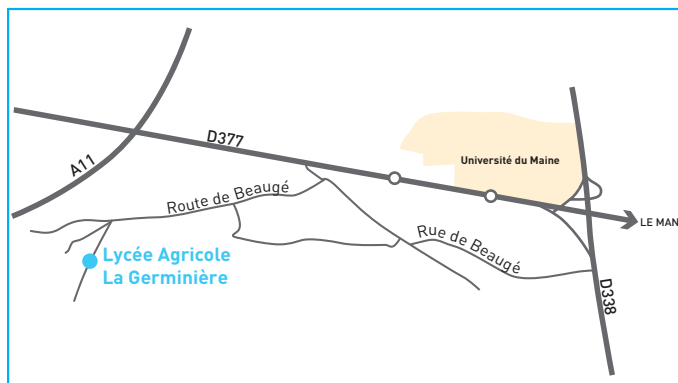 D377
A11
Université du Maine
Route de Beaugé
LE MAN
Rue de Beaugé
Lycée Agricole
La Germinière
D338